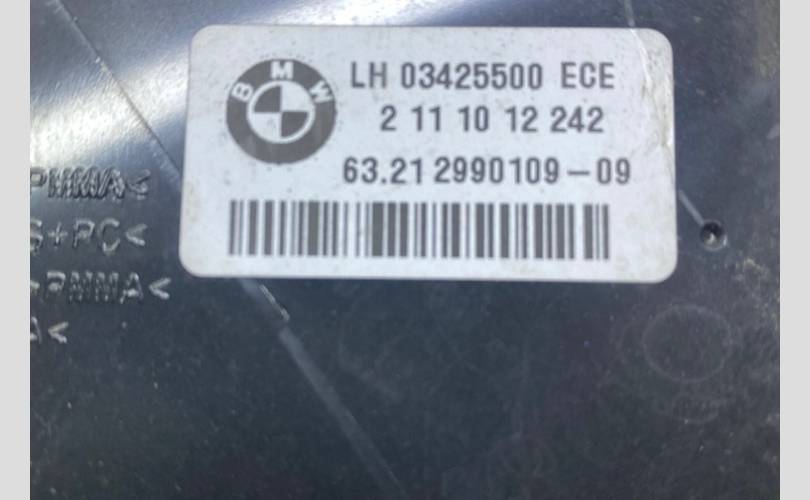 BMW
LH 03425500 ECE
2 11 10 12 242
63.21 2990109-09
PMMA<
S+PC<
>PMMA<
A<